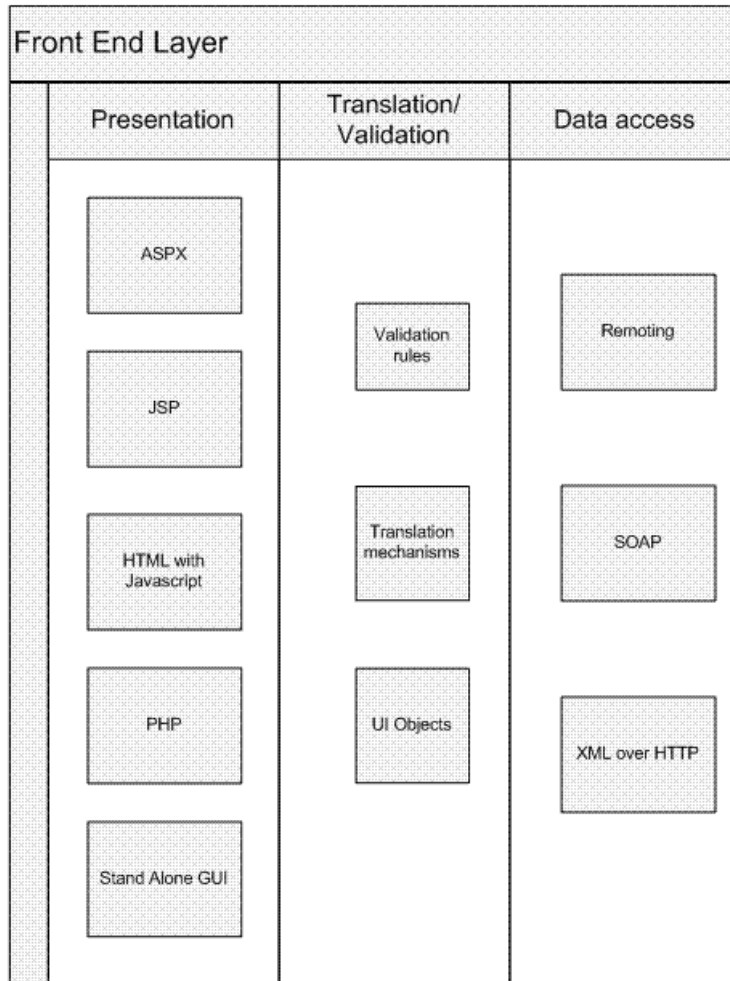 Front End Layer
Presentation
Translation/
Validation
Data access
ASPX
JSP
HTML with
Javascript
PHP
Stand Alone GUI
Validation
rules
Translation
mechanisms
UI Objects
Remoting
SOAP
XML over HTTP